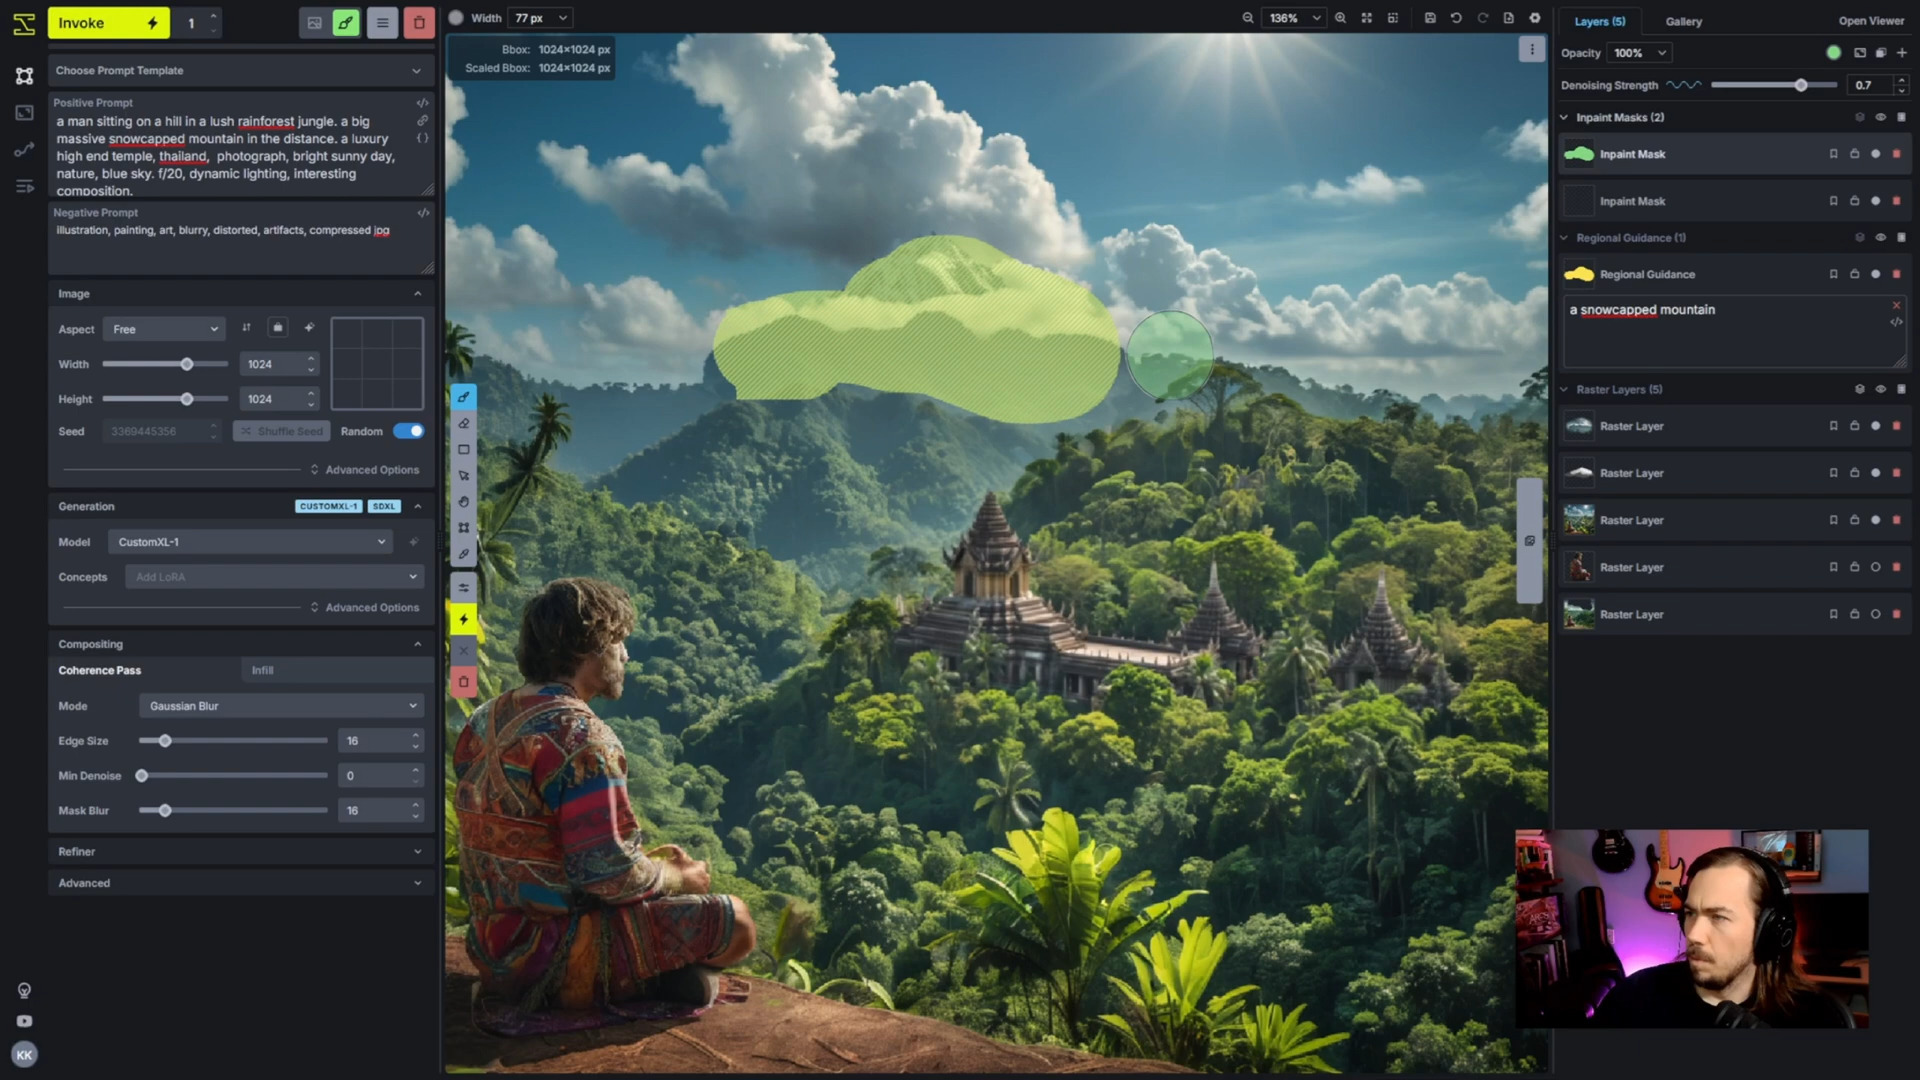 Invoke
1
Width 77 px
136%
Layers (5)
Gallery
Open Viewer
Bbox: 1024×1024 px
Scaled Bbox: 1024×1024 px
Opacity 100%
Denoising Strength 0.7
Choose Prompt Template
Positive Prompt
a man sitting on a hill in a lush rainforest jungle. a big
massive snowcapped mountain in the distance. a luxury
high end temple, thailand, photograph, bright sunny day,
nature, blue sky. f/20, dynamic lighting, interesting
composition.
Negative Prompt
illustration, painting, art, blurry, distorted, artifacts, compressed jpg
Image
Aspect Free
Width 1024
Height 1024
Seed 3369445356 Shuffle Seed Random
Advanced Options
Generation CUSTOMXL-1 SDXL
Model CustomXL-1
Concepts Add LoRA
Advanced Options
Compositing
Coherence Pass Infill
Mode Gaussian Blur
Edge Size 16
Min Denoise 0
Mask Blur 16
Refiner
Advanced
KK
Inpaint Masks (2)
Inpaint Mask
Inpaint Mask
Regional Guidance (1)
Regional Guidance
a snowcapped mountain
Raster Layers (5)
Raster Layer
Raster Layer
Raster Layer
Raster Layer
Raster Layer